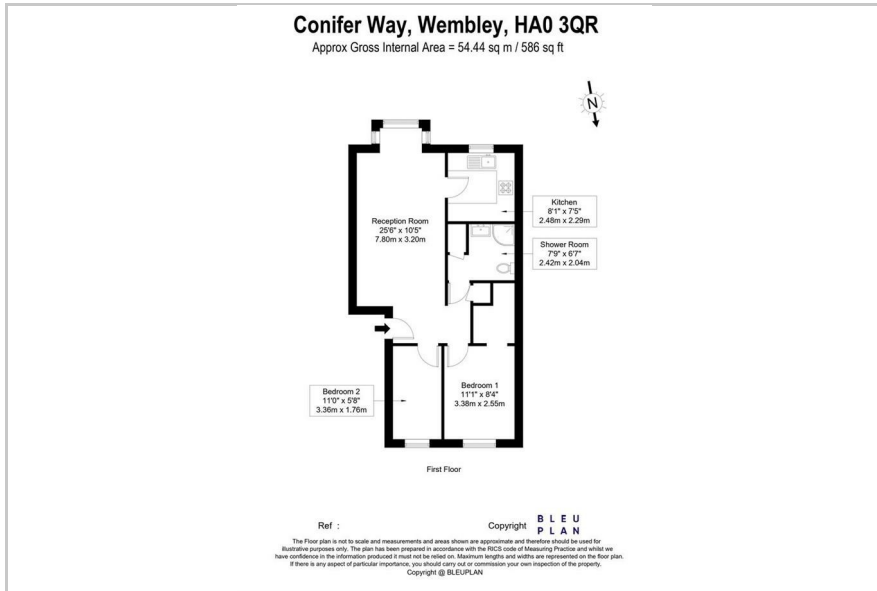 Conifer Way, Wembley, HA0 3QR
Approx Gross Internal Area = 54.44 sq m / 586 sq ft
N
Kitchen
8'1" x 7'5"
2.48m x 2.29m
Reception Room
25'6" x 10'5"
7.80m x 3.20m
Shower Room
7'9" x 6'7"
2.42m x 2.04m
Bedroom 1
11'1" x 8'4"
3.38m x 2.55m
Bedroom 2
11'0" x 5'8"
3.36m x 1.76m
First Floor
Ref :
Copyright
BLEU
PLAN
The Floor plan is not to scale and measurements and areas shown are approximate and therefore should be used for
illustrative purposes only. The plan has been prepared in accordance with the RICS code of Measuring Practice and whilst we
have confidence in the information produced it must not be relied on. Maximum lengths and widths are represented on the floor plan.
If there is any aspect of particular importance, you should carry out or commission your own inspection of the property.
Copyright @ BLEUPLAN